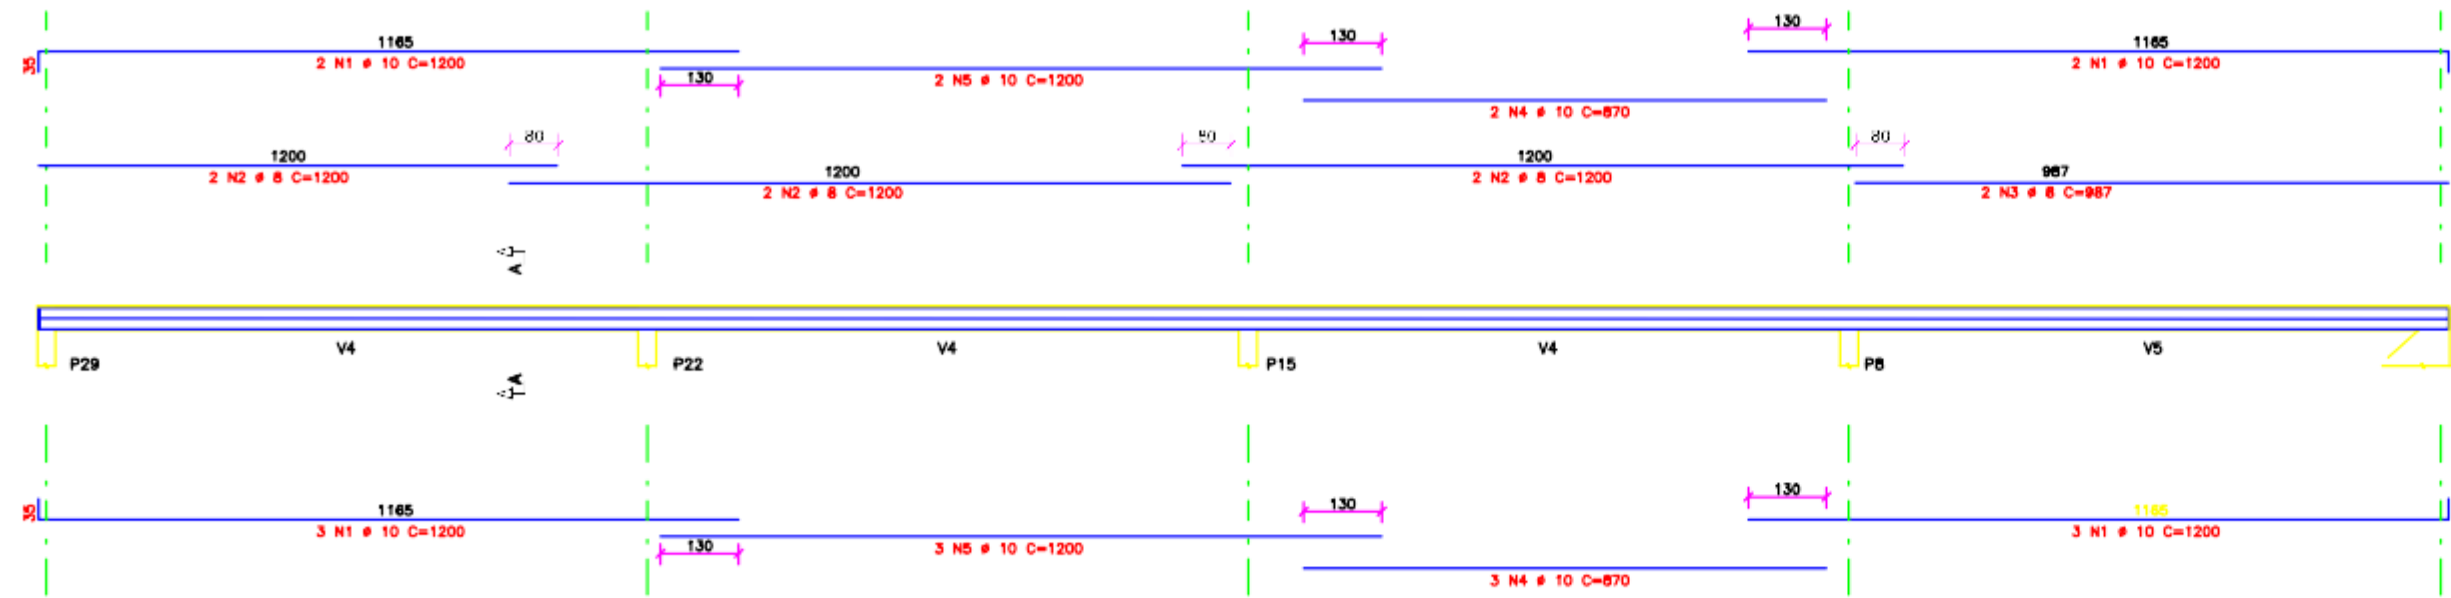 1165
130
130
1165
35
2 N1 ø 10 C=1200
2 N1 ø 10 C=1200
130
2 N5 ø 10 C=1200
2 N4 ø 10 C=870
80
80
80
1200
1200
1200
987
2 N2 ø 8 C=1200
2 N2 ø 8 C=1200
2 N2 ø 8 C=1200
2 N3 ø 8 C=987
A
V4
V4
V4
V5
P29
P22
P15
P8
A
1165
130
130
1165
35
3 N1 ø 10 C=1200
3 N1 ø 10 C=1200
130
3 N5 ø 10 C=1200
3 N4 ø 10 C=870